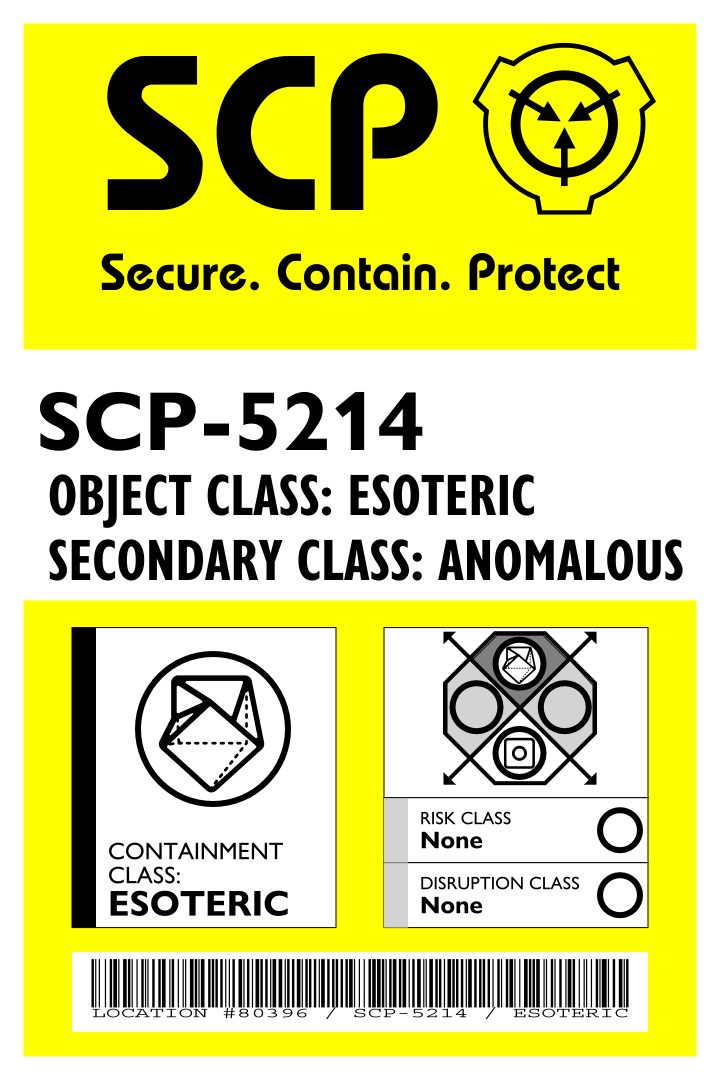 SCP
Secure. Contain. Protect
SCP-5214
OBJECT CLASS: ESOTERIC
SECONDARY CLASS: ANOMALOUS
CONTAINMENT
CLASS:
ESOTERIC
RISK CLASS
None
DISRUPTION CLASS
None
LOCATION #80396 / SCP-5214 / ESOTERIC